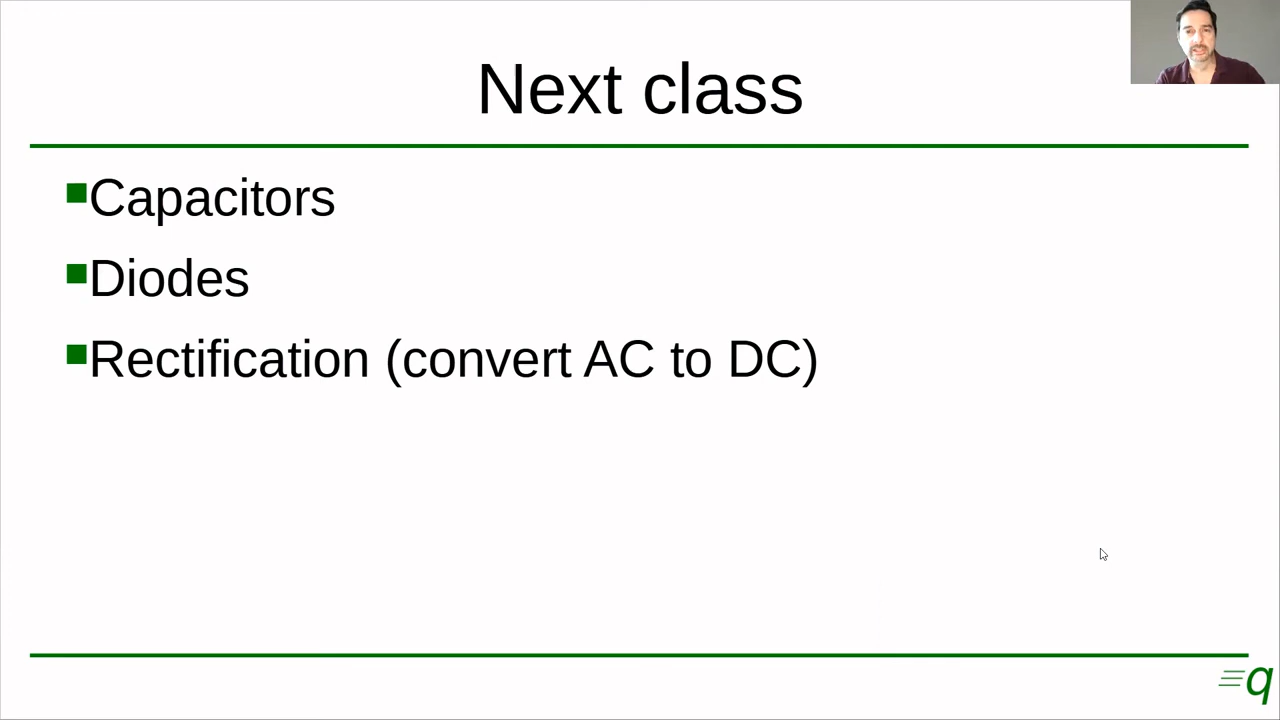 Next class
Capacitors
Diodes
Rectification (convert AC to DC)
q